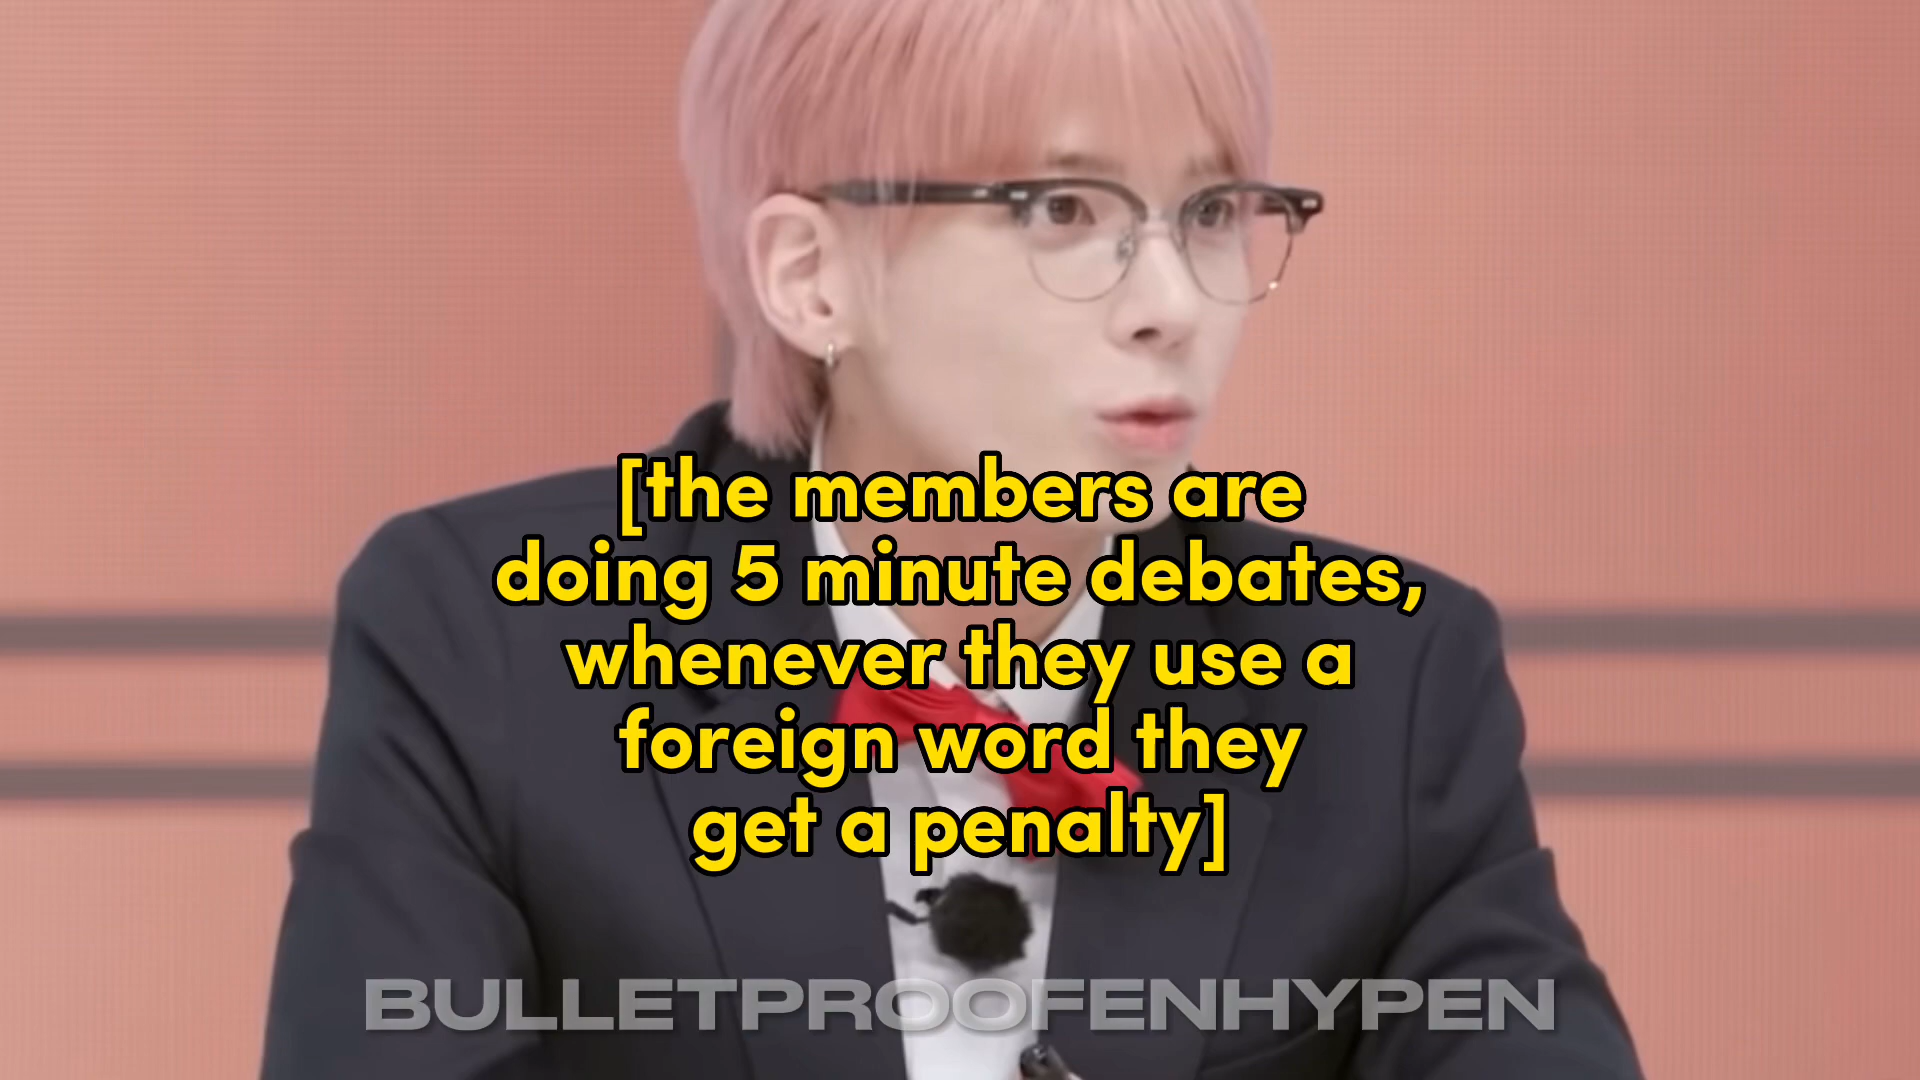 [the members are
doing 5 minute debates,
whenever they use a
foreign word they
get a penalty]
BULLETPROOFENHYPEN